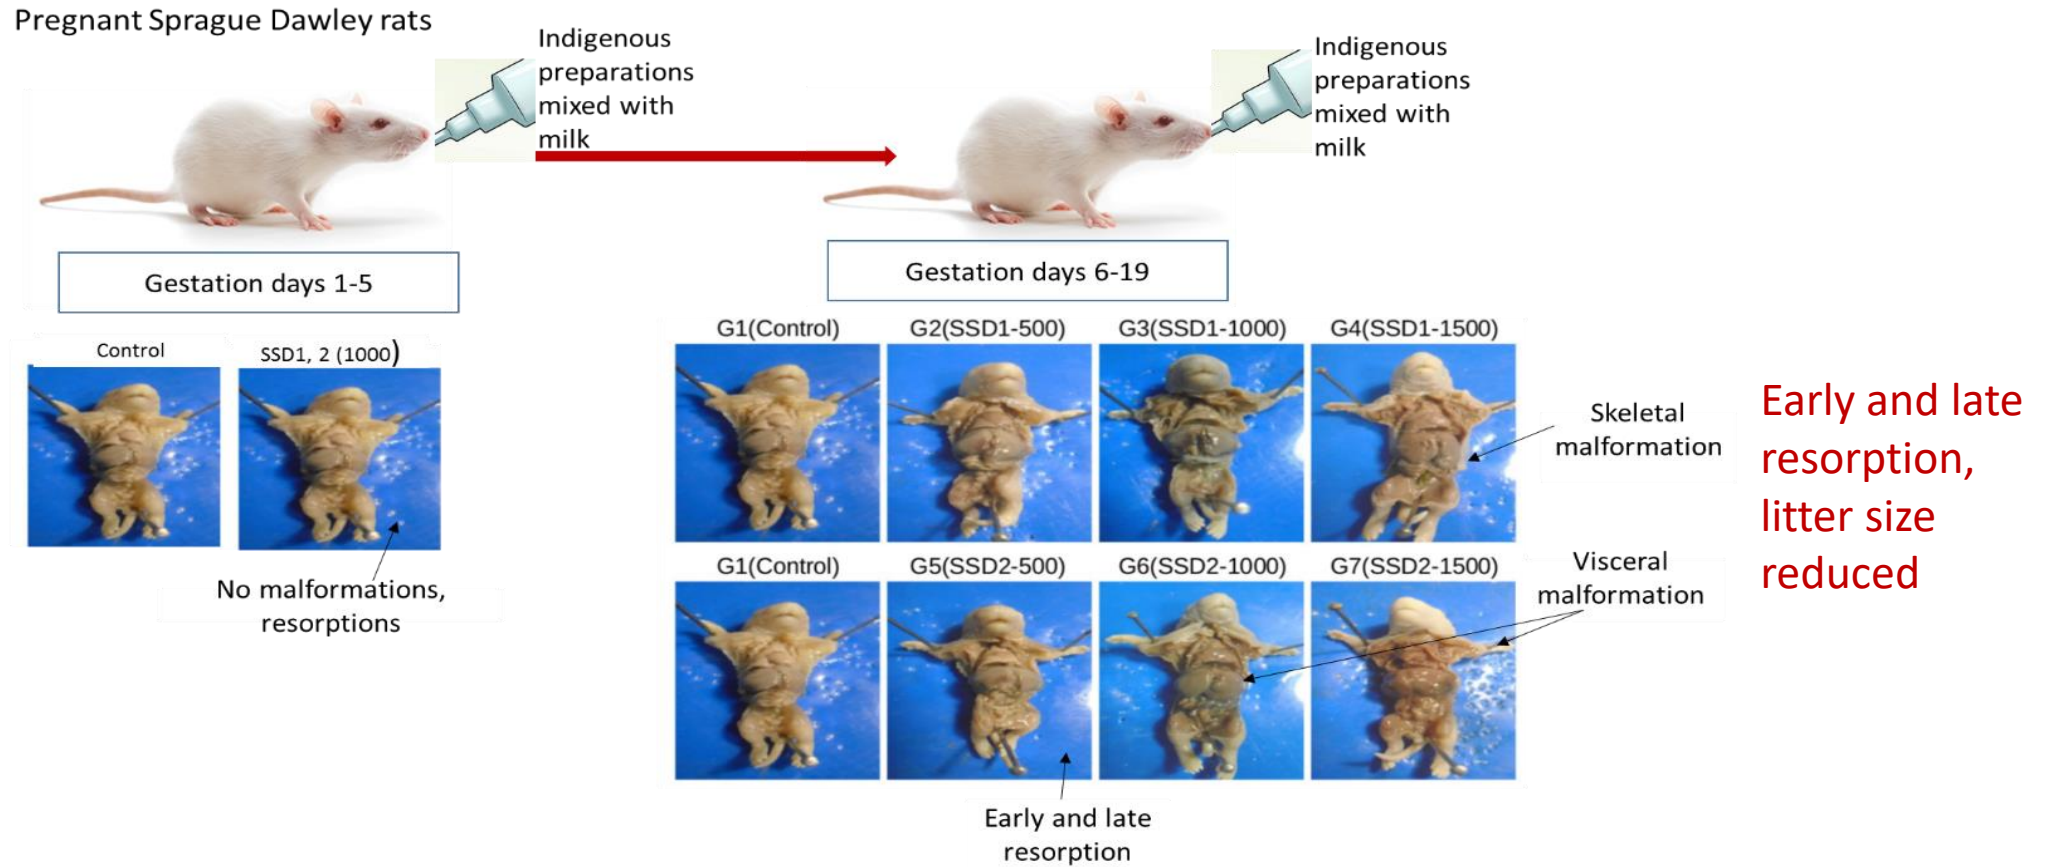 Pregnant Sprague Dawley rats
Indigenous
preparations
mixed with
milk
Indigenous
preparations
mixed with
milk
Gestation days 1-5
Gestation days 6-19
Control
SSD1, 2 (1000)
No malformations,
resorptions
G1(Control)
G2(SSD1-500)
G3(SSD1-1000)
G4(SSD1-1500)
Skeletal
malformation
G1(Control)
G5(SSD2-500)
G6(SSD2-1000)
G7(SSD2-1500)
Visceral
malformation
Early and late
resorption
Early and late
resorption,
litter size
reduced